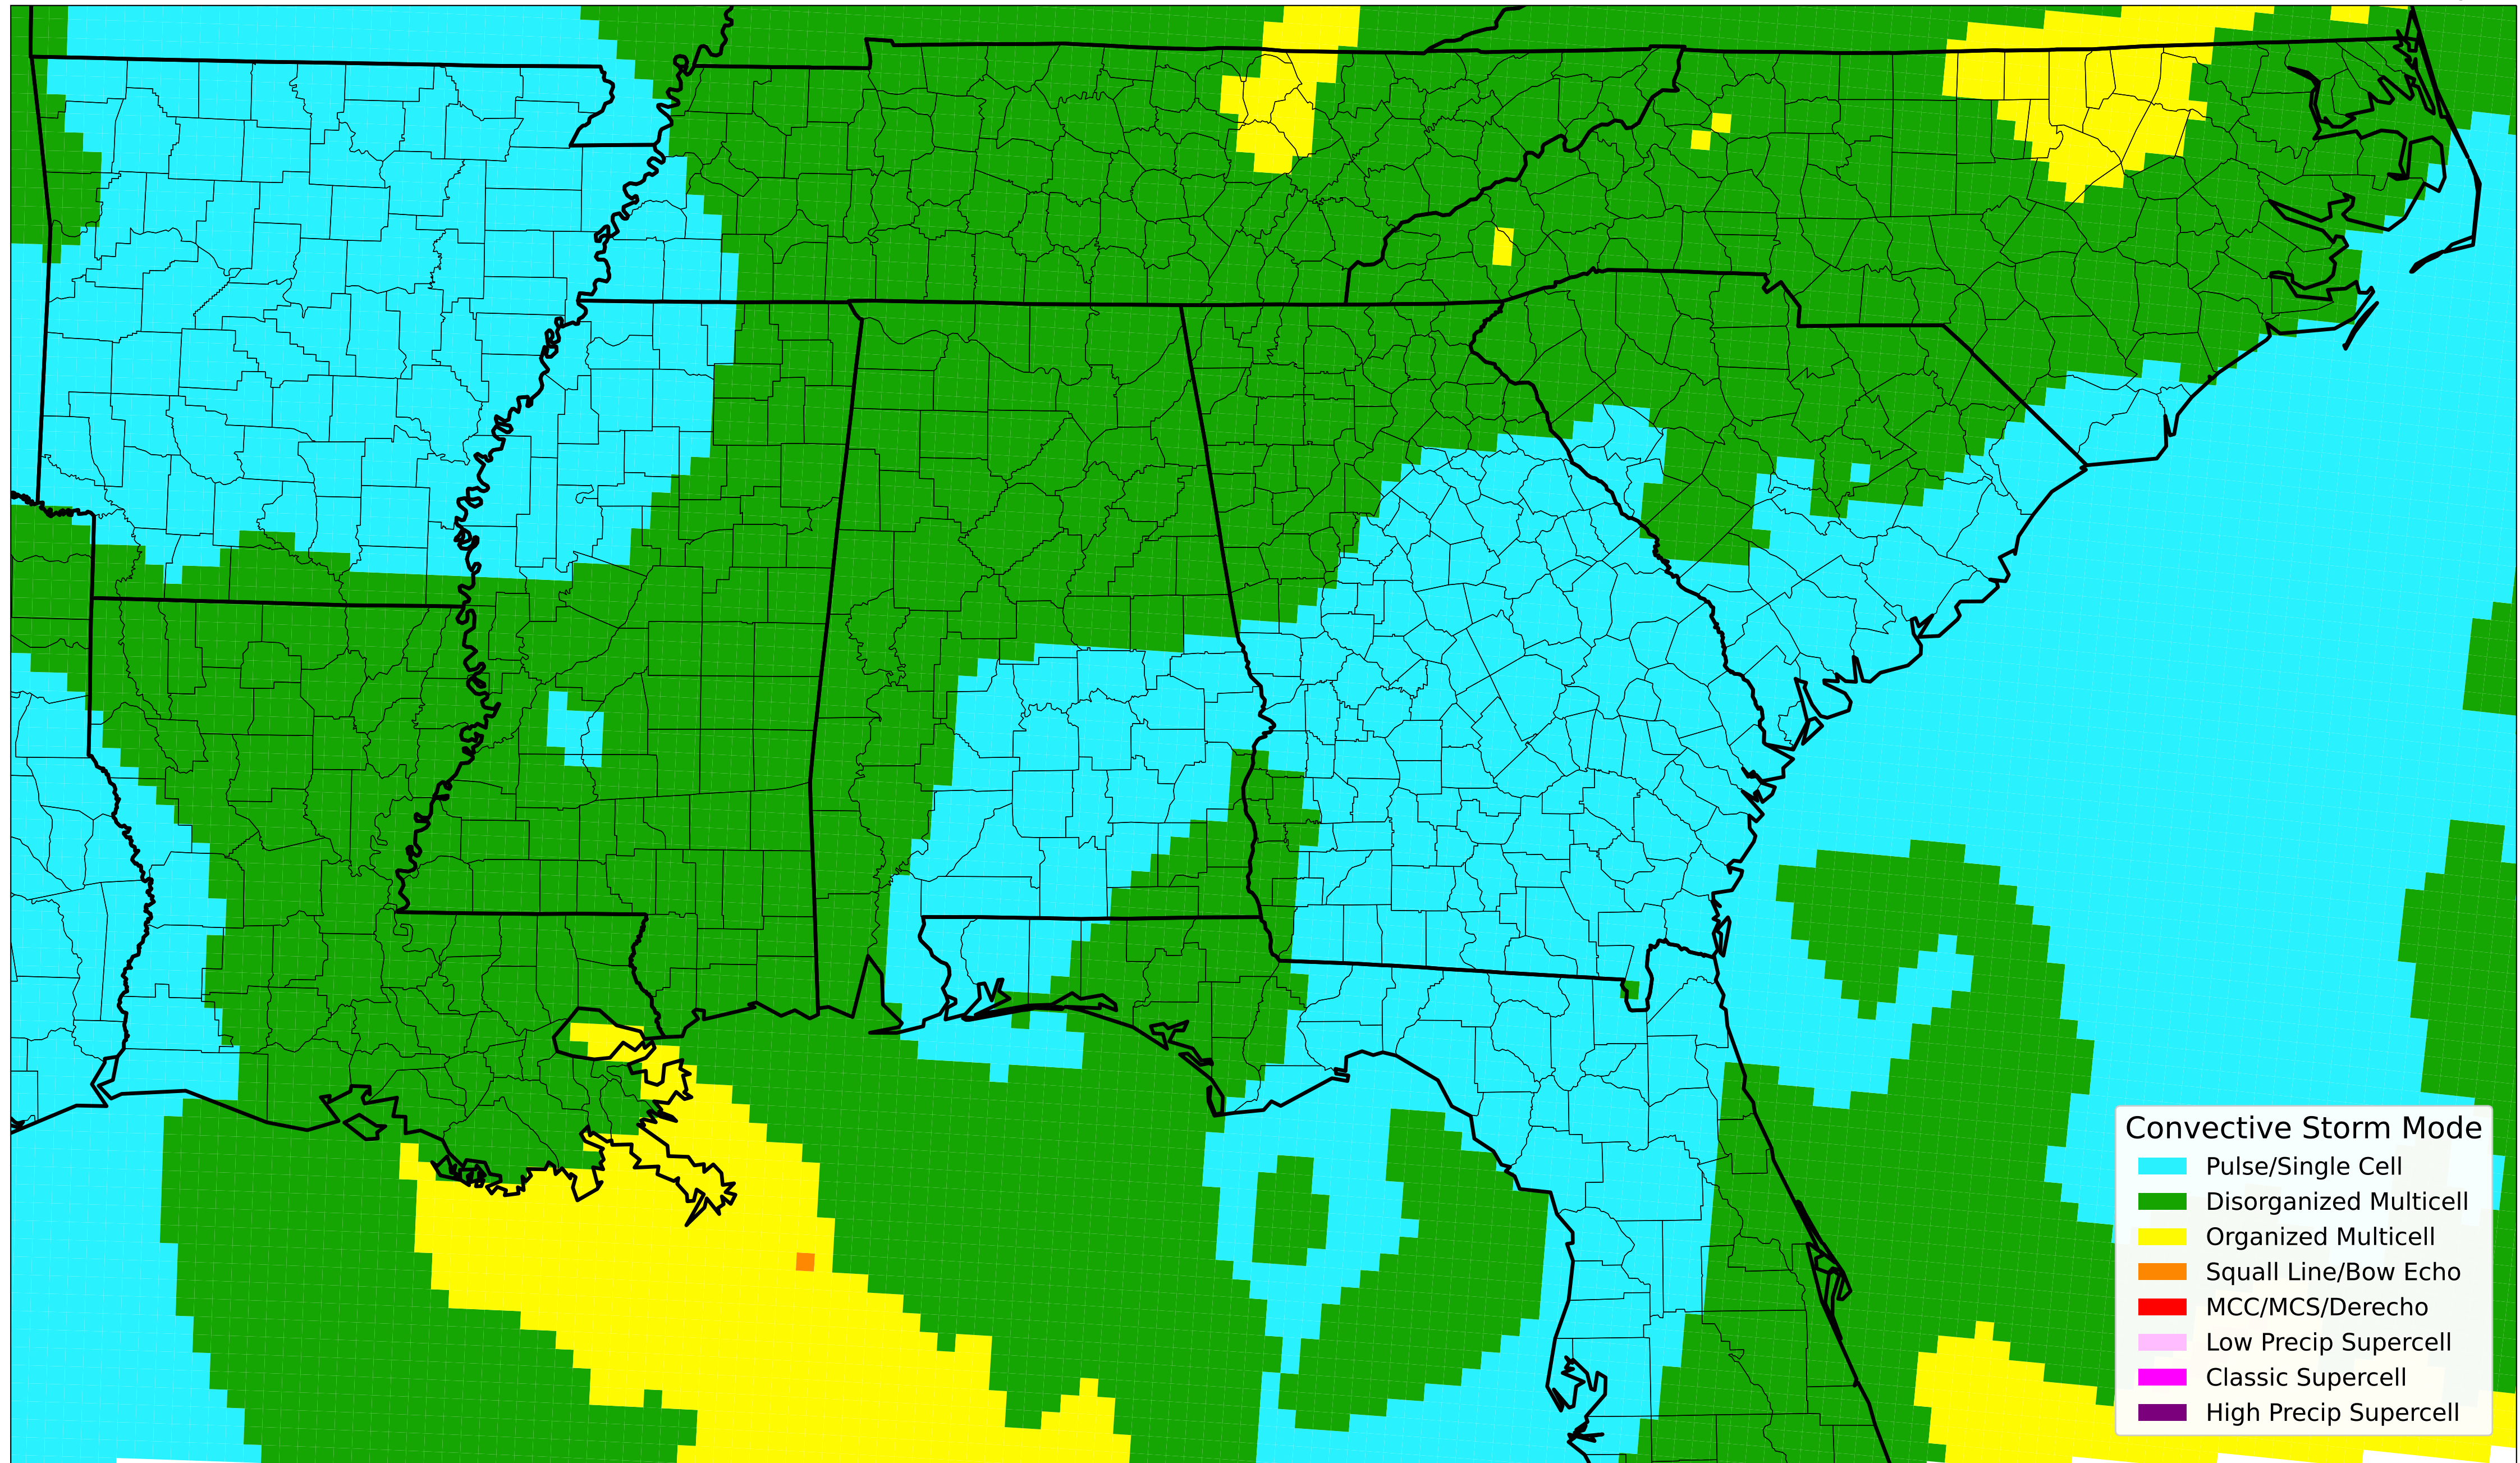 Convective Storm Mode
Pulse/Single Cell
Disorganized Multicell
Organized Multicell
Squall Line/Bow Echo
MCC/MCS/Derecho
Low Precip Supercell
Classic Supercell
High Precip Supercell